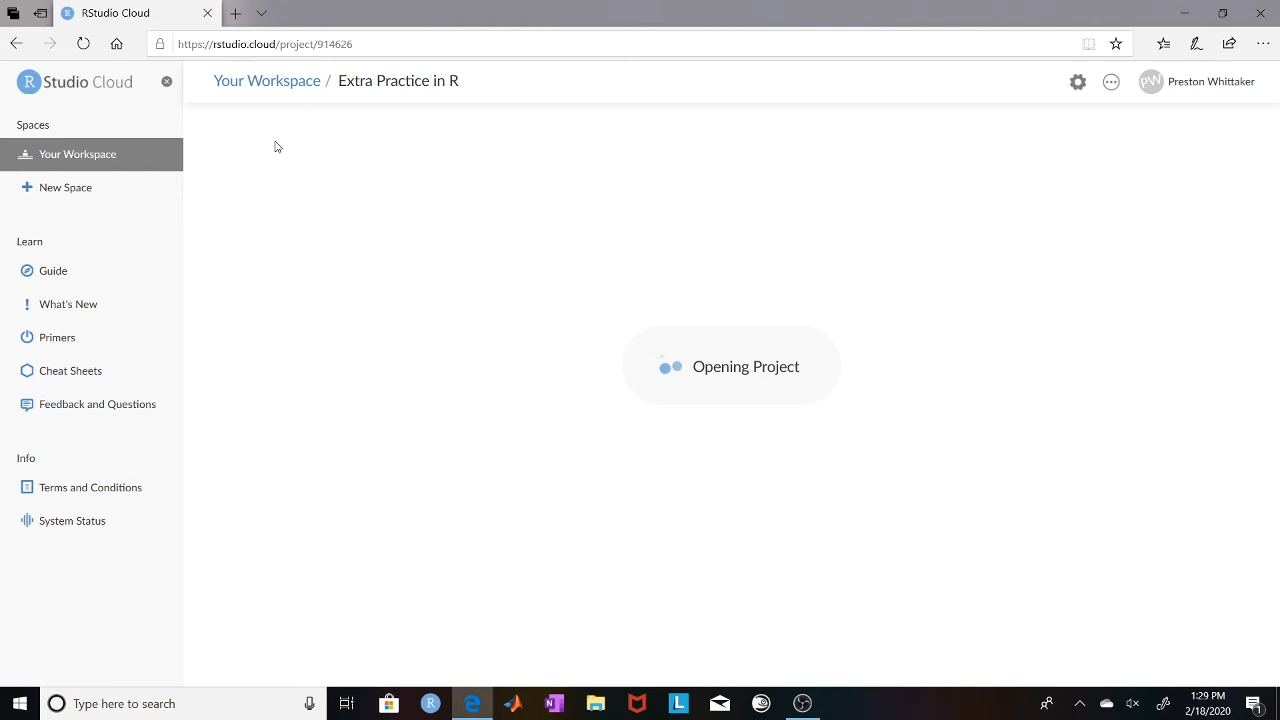 RStudio Cloud
https://rstudio.cloud/project/914626
R Studio Cloud
Your Workspace / Extra Practice in R
PW Preston Whittaker
Spaces
Your Workspace
New Space
Learn
Guide
What's New
Primers
Cheat Sheets
Feedback and Questions
Info
Terms and Conditions
System Status
Opening Project
Type here to search
1:29 PM
2/18/2020